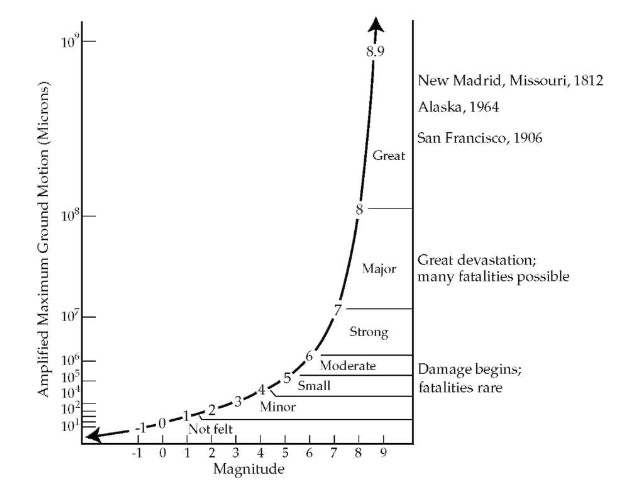 Amplified Maximum Ground Motion (Microns)
10⁹
10⁸
10⁷
10⁶
10⁵
10⁴
10²
10¹
8.9
8
7
6
5
4
3
2
1
0
-1
Great
Major
Strong
Moderate
Small
Minor
Not felt
New Madrid, Missouri, 1812
Alaska, 1964
San Francisco, 1906
Great devastation;
many fatalities possible
Damage begins;
fatalities rare
-1 0 1 2 3 4 5 6 7 8 9
Magnitude